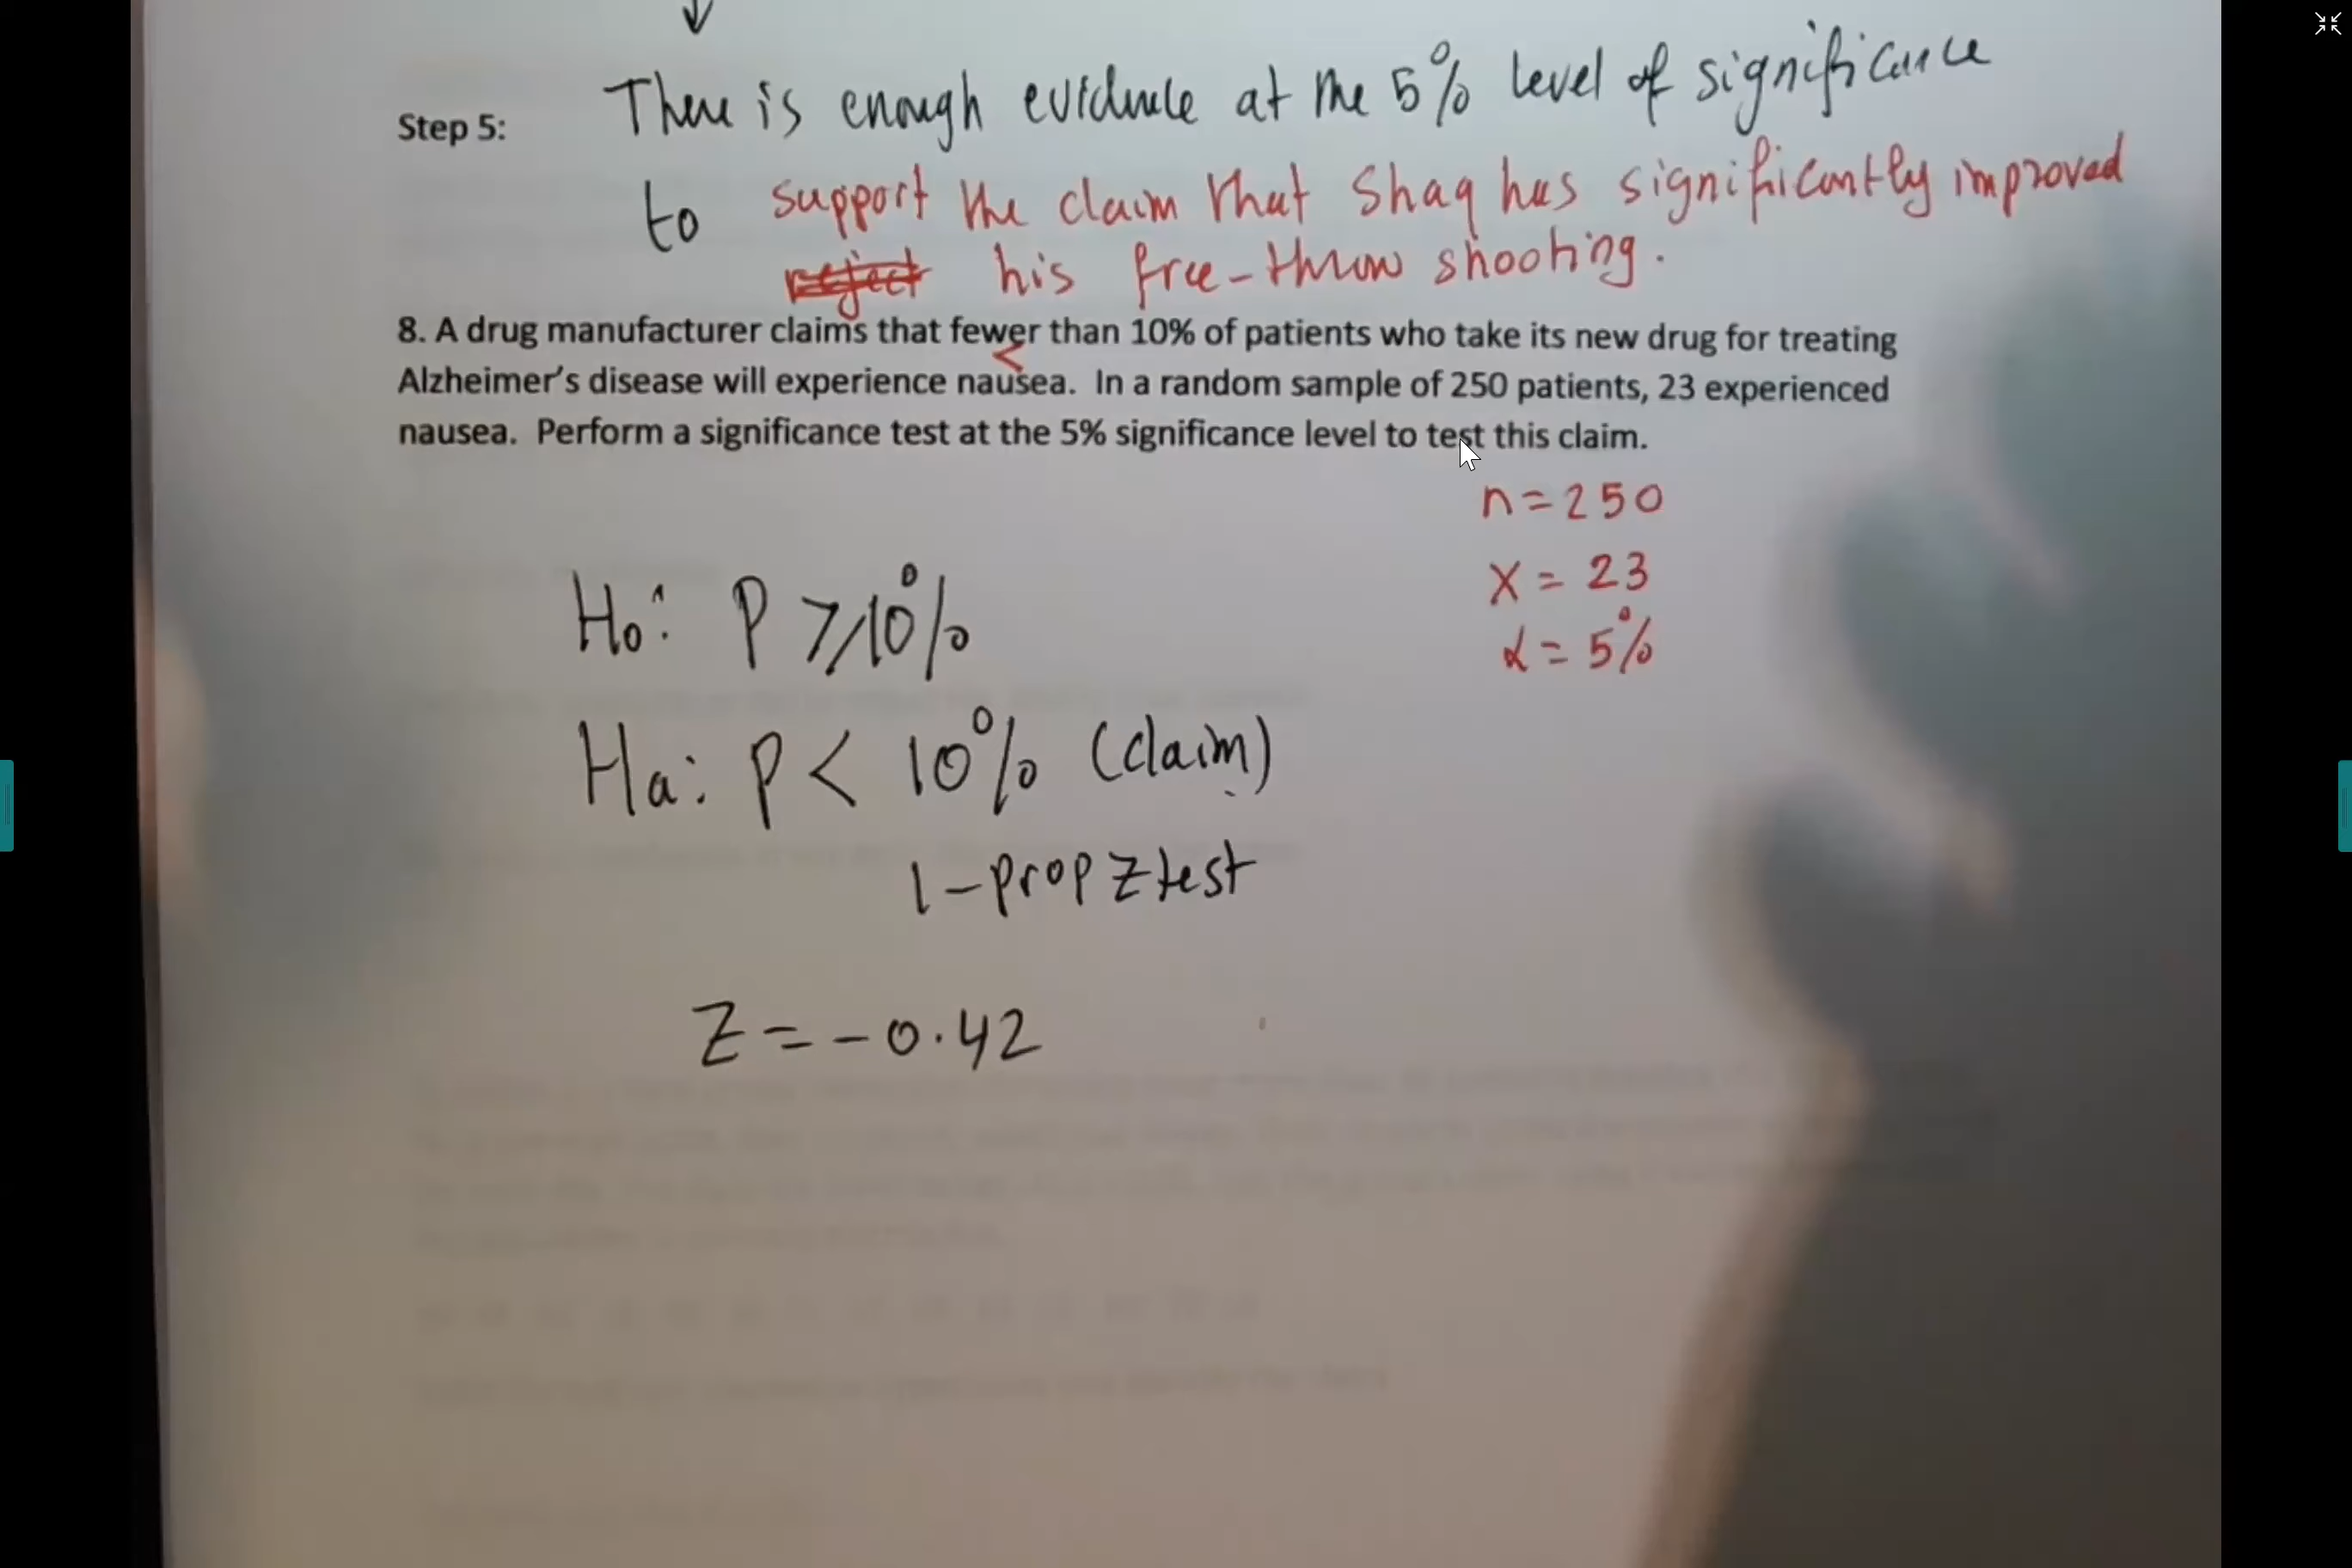 Step 5: There is enough evidence at the 5% level of significance
to support the claim that Shaq has significantly improved
reject his free-throw shooting.
8. A drug manufacturer claims that fewer than 10% of patients who take its new drug for treating
<
Alzheimer's disease will experience nausea. In a random sample of 250 patients, 23 experienced
nausea. Perform a significance test at the 5% significance level to test this claim.
n = 250
x = 23
α = 5%
Ho: P ≥ 10%
Ha: P < 10% (claim)
1-prop Z test
Z = -0.42